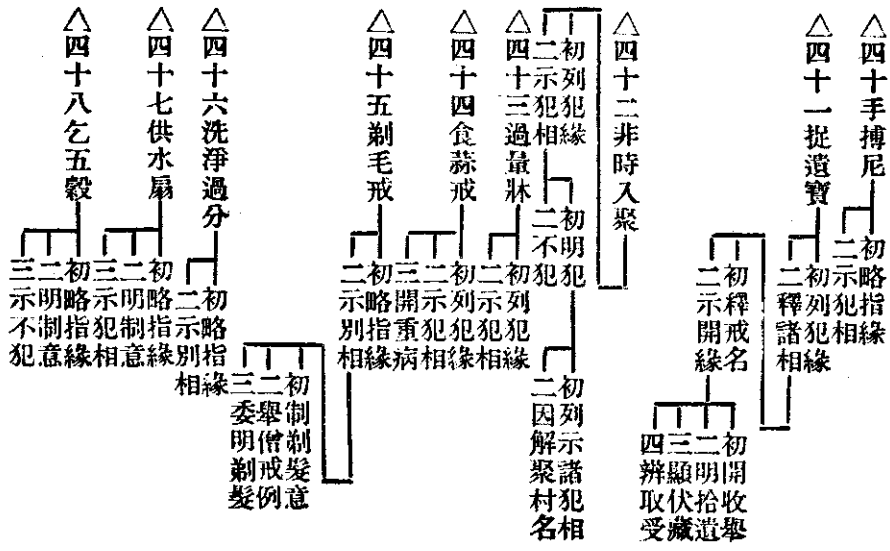 △四十手搏尼
初略指緣
二示犯相
△四十一捉遺寶
初列犯緣
二釋諸相
初釋戒名
二示開緣
初開收舉
二明拾遺
三顯伏藏
四辨取受
△四十二非時入聚
初列犯緣
二示犯相
初明犯
二不犯
初列示諸犯相
二因解聚村名
△四十三過量牀
初列犯緣
二示犯相
△四十四食蒜戒
初列犯緣
二示犯相
三開重病
△四十五剃毛戒
初略指緣
二示別相
初制剃髮意
二舉僧戒例
三委明剃髮
△四十六洗淨過分
初略指緣
二示別相
△四十七供水扇
初略指緣
二明制意
三示犯相
△四十八乞五穀
初略指緣
二明制意
三示不犯